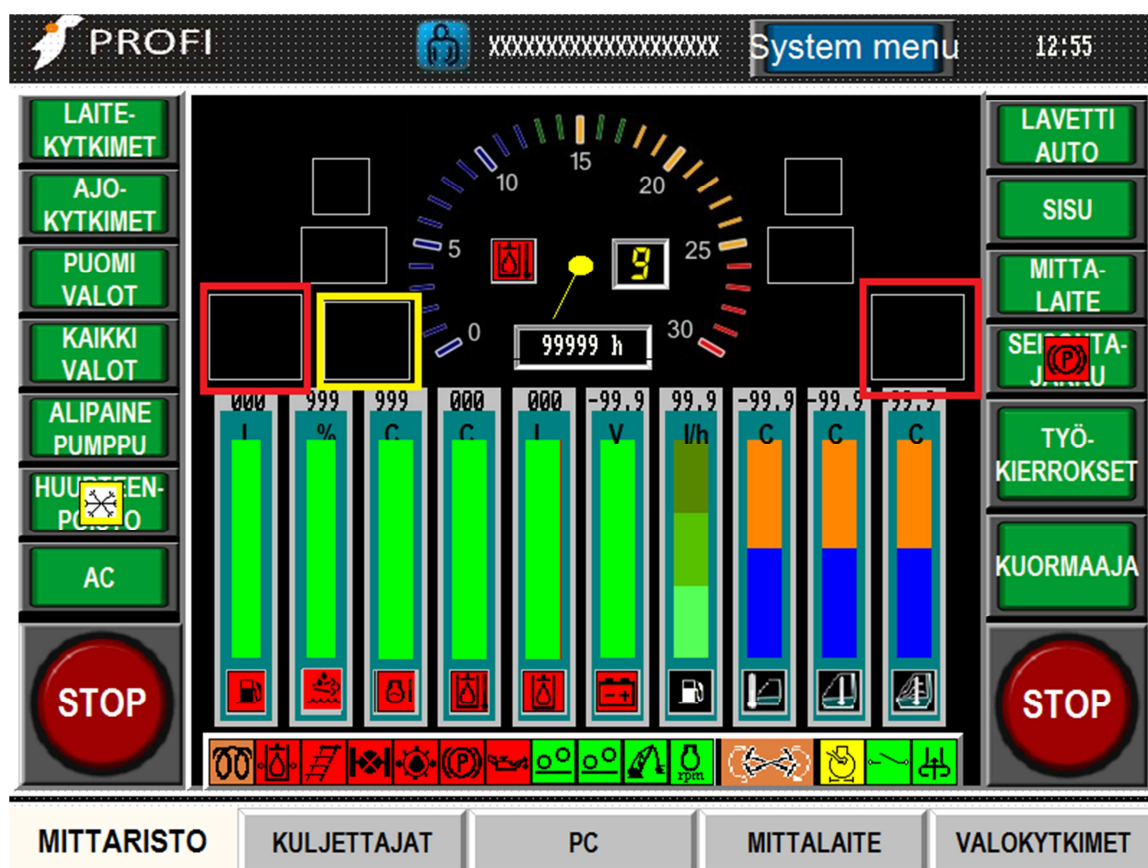 PROFI
XXXXXXXXXXXXXXXXXXXX
System menu
12:55
LAITE-
KYTKIMET
AJO-
KYTKIMET
PUOMI
VALOT
KAIKKI
VALOT
ALIPAINE
PUMPPU
AC
STOP
0
5
10
15
20
25
30
9
99999 h
000
999
999
000
000
-99.9
99.9
-99.9
-99.9
-99.9
l
%
C
C
l
V
l/h
C
C
C
(P)
rpm
LAVETTI
AUTO
SISU
MITTA-
LAITE
(P)
TYÖ-
KIERROKSET
KUORMAAJA
STOP
MITTARISTO
KULJETTAJAT
PC
MITTALAITE
VALOKYTKIMET